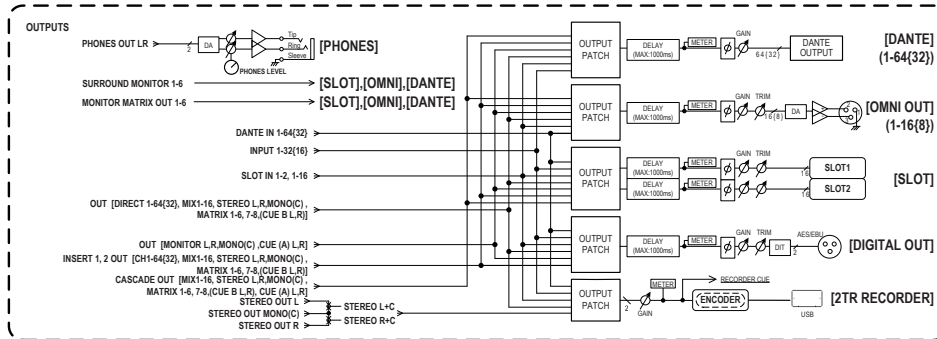 OUTPUTS
PHONES OUT LR
2
DA
Tip
Ring
Sleeve
[PHONES]
PHONES LEVEL
SURROUND MONITOR 1-6
[SLOT],[OMNI],[DANTE]
MONITOR MATRIX OUT 1-6
[SLOT],[OMNI],[DANTE]
DANTE IN 1-64{32}
INPUT 1-32{16}
SLOT IN 1-2, 1-16
OUT [DIRECT 1-64{32}, MIX1-16, STEREO L,R,MONO(C) ,
MATRIX 1-6, 7-8,(CUE B L,R)]
OUT [MONITOR L,R,MONO(C) ,CUE (A) L,R]
INSERT 1, 2 OUT [CH1-64{32}, MIX1-16, STEREO L,R,MONO(C) ,
MATRIX 1-6, 7-8,(CUE B L,R)]
CASCADE OUT [MIX1-16, STEREO L,R,MONO(C) ,
MATRIX 1-6, 7-8,(CUE B L,R), CUE (A) L,R]
STEREO OUT L
STEREO OUT MONO(C)
STEREO OUT R
STEREO L+C
STEREO R+C
OUTPUT
PATCH
DELAY
(MAX:1000ms)
METER
ϕ
GAIN
64{32}
DANTE
OUTPUT
[DANTE]
(1-64{32})
OUTPUT
PATCH
DELAY
(MAX:1000ms)
METER
ϕ
GAIN TRIM
16{8}
DA
2
3
1
[OMNI OUT]
(1-16{8})
OUTPUT
PATCH
DELAY
(MAX:1000ms)
METER
ϕ
GAIN TRIM
16
SLOT1
DELAY
(MAX:1000ms)
METER
ϕ
16
SLOT2
[SLOT]
OUTPUT
PATCH
DELAY
(MAX:1000ms)
METER
ϕ
GAIN TRIM
DIT
2
AES/EBU
[DIGITAL OUT]
OUTPUT
PATCH
2
GAIN
METER
RECORDER CUE
ENCODER
USB
[2TR RECORDER]